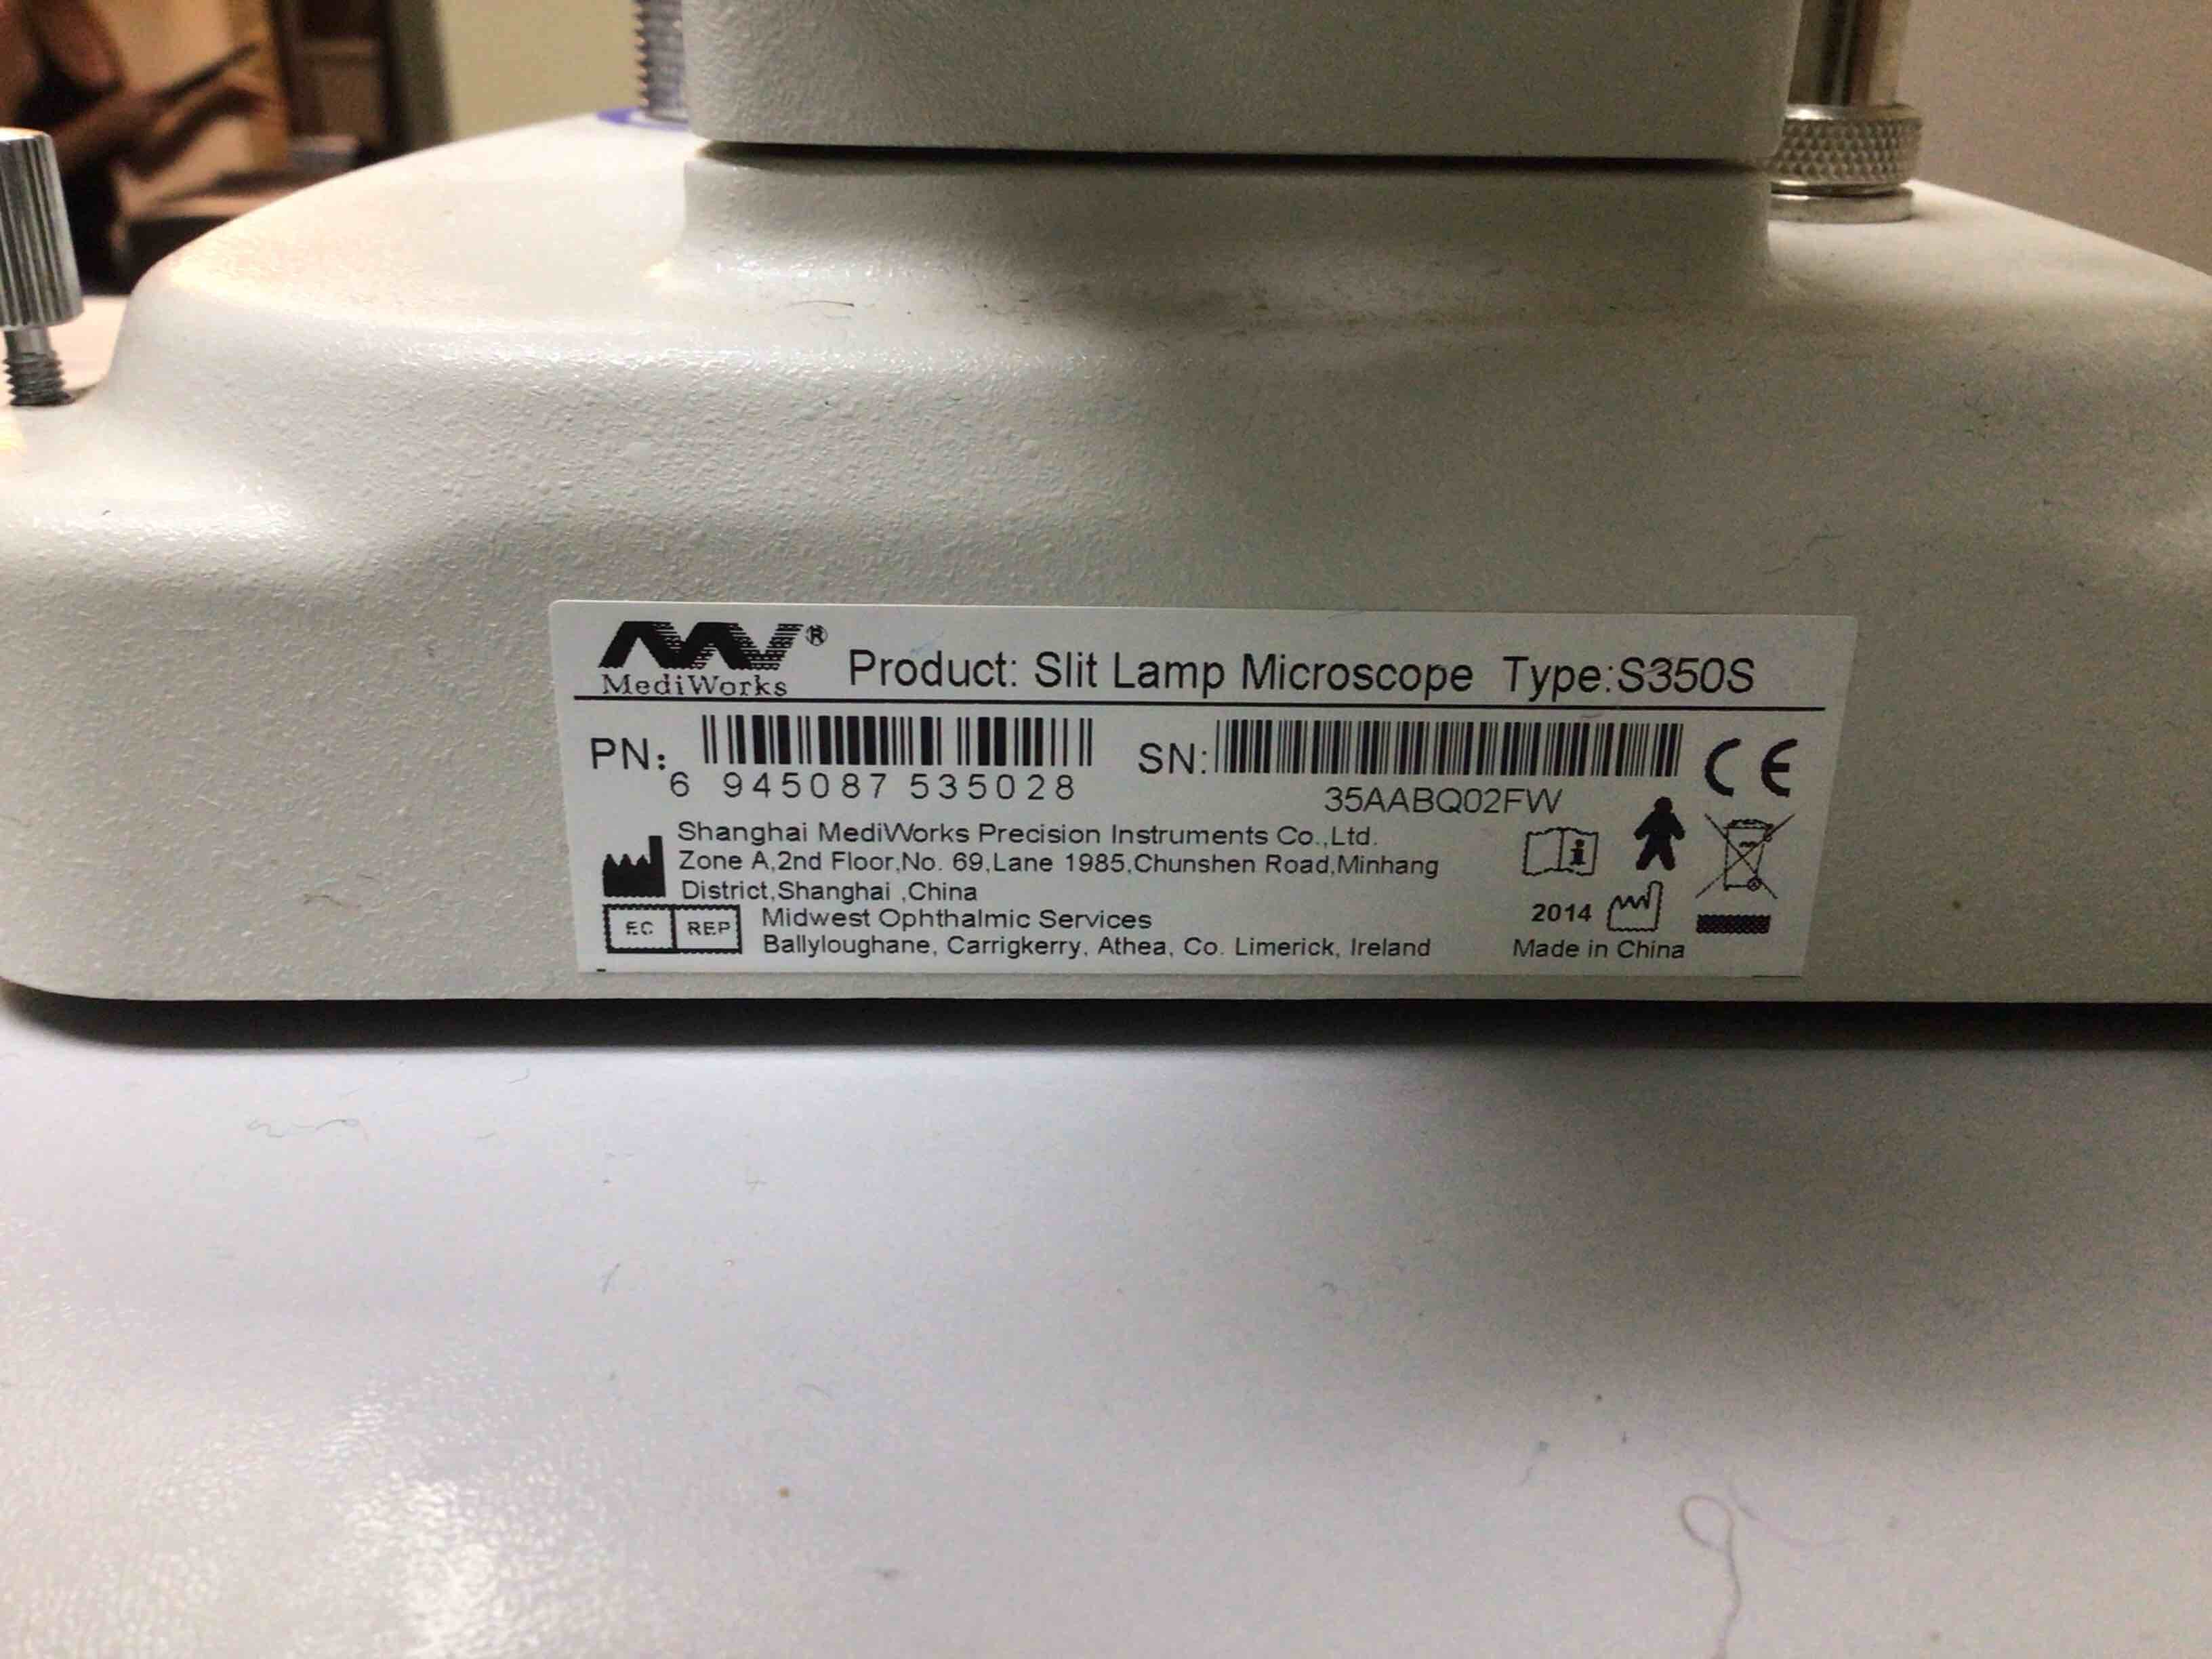 MediWorks ® Product: Slit Lamp Microscope Type:S350S
PN: 6 945087 535028 SN: 35AABQ02FW CE
Shanghai MediWorks Precision Instruments Co.,Ltd.
Zone A,2nd Floor,No. 69,Lane 1985,Chunshen Road,Minhang
District,Shanghai ,China
EC REP Midwest Ophthalmic Services
Ballyloughane, Carrigkerry, Athea, Co. Limerick, Ireland
2014
Made in China